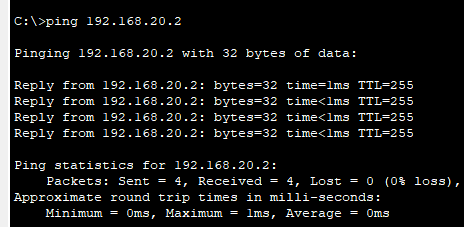 C:\>ping 192.168.20.2
Pinging 192.168.20.2 with 32 bytes of data:
Reply from 192.168.20.2: bytes=32 time=1ms TTL=255
Reply from 192.168.20.2: bytes=32 time<1ms TTL=255
Reply from 192.168.20.2: bytes=32 time<1ms TTL=255
Reply from 192.168.20.2: bytes=32 time<1ms TTL=255
Ping statistics for 192.168.20.2:
Packets: Sent = 4, Received = 4, Lost = 0 (0% loss),
Approximate round trip times in milli-seconds:
Minimum = 0ms, Maximum = 1ms, Average = 0ms